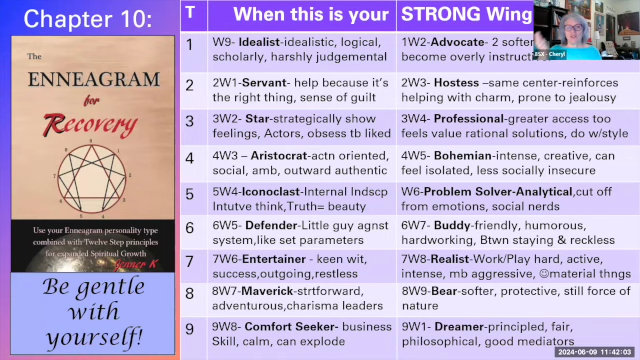 Chapter 10:
The
ENNEAGRAM
for
Recovery
Use your Enneagram personality type
combined with Twelve Step principles
for expanded Spiritual Growth
Jenner K
Be gentle
with
yourself!
T When this is your STRONG Wing
1 W9- Idealist-idealistic, logical, 1W2-Advocate- 2 soften
scholarly, harshly judgemental become overly instruct
2 2W1-Servant- help because it's 2W3- Hostess –same center-reinforces
the right thing, sense of guilt helping with charm, prone to jealousy
3 3W2- Star-strategically show 3W4- Professional-greater access too
feelings, Actors, obsess tb liked feels value rational solutions, do w/style
4 4W3 – Aristocrat-actn oriented, 4W5- Bohemian-intense, creative, can
social, amb, outward authentic feel isolated, less socially insecure
5 5W4-Iconoclast-Internal lndscp W6-Problem Solver-Analytical,cut off
Intutve think,Truth= beauty from emotions, social nerds
6 6W5- Defender-Little guy agnst 6W7- Buddy-friendly, humorous,
system,like set parameters hardworking, Btwn staying & reckless
7 7W6-Entertainer - keen wit, 7W8-Realist-Work/Play hard, active,
success,outgoing,restless intense, mb aggressive, ☺material thngs
8 8W7-Maverick-strtforward, 8W9-Bear-softer, protective, still force of
adventurous,charisma leaders nature
9 9W8- Comfort Seeker- business 9W1- Dreamer-principled, fair,
Skill, calm, can explode philosophical, good mediators
Cheryl
2024-06-09 11:42:03